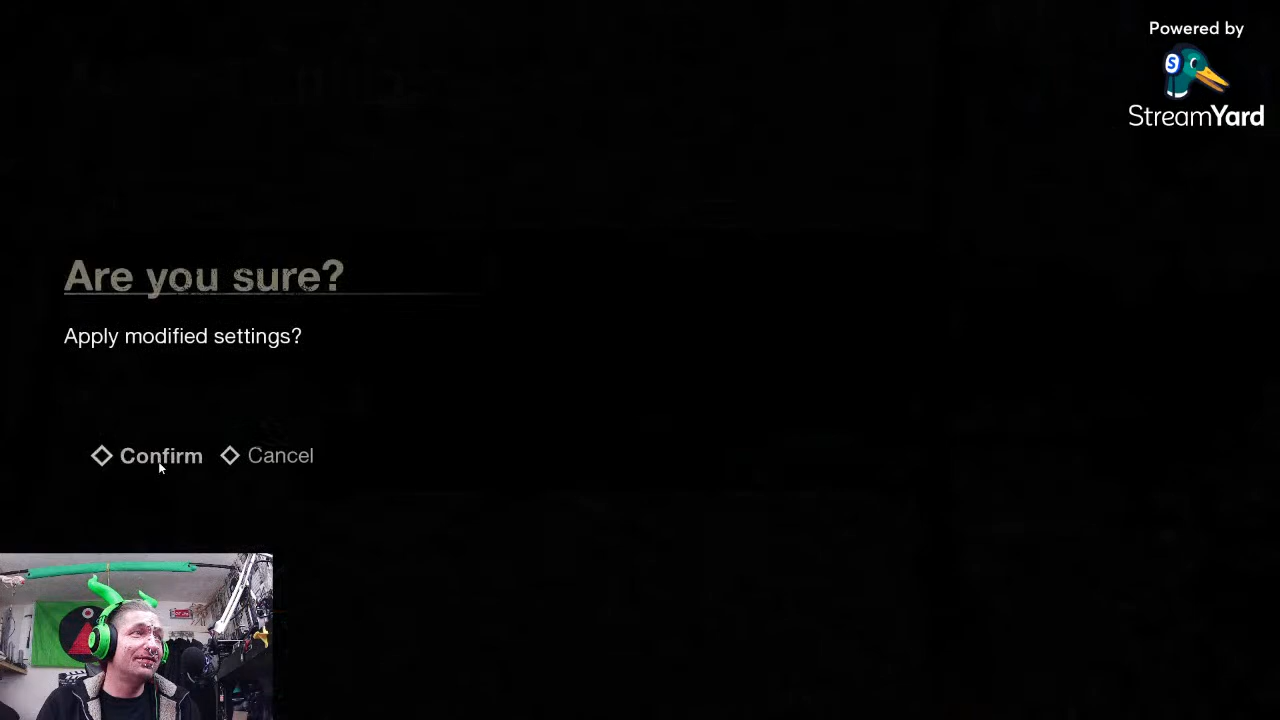 Powered by
S
StreamYard
Are you sure?
Apply modified settings?
Confirm Cancel